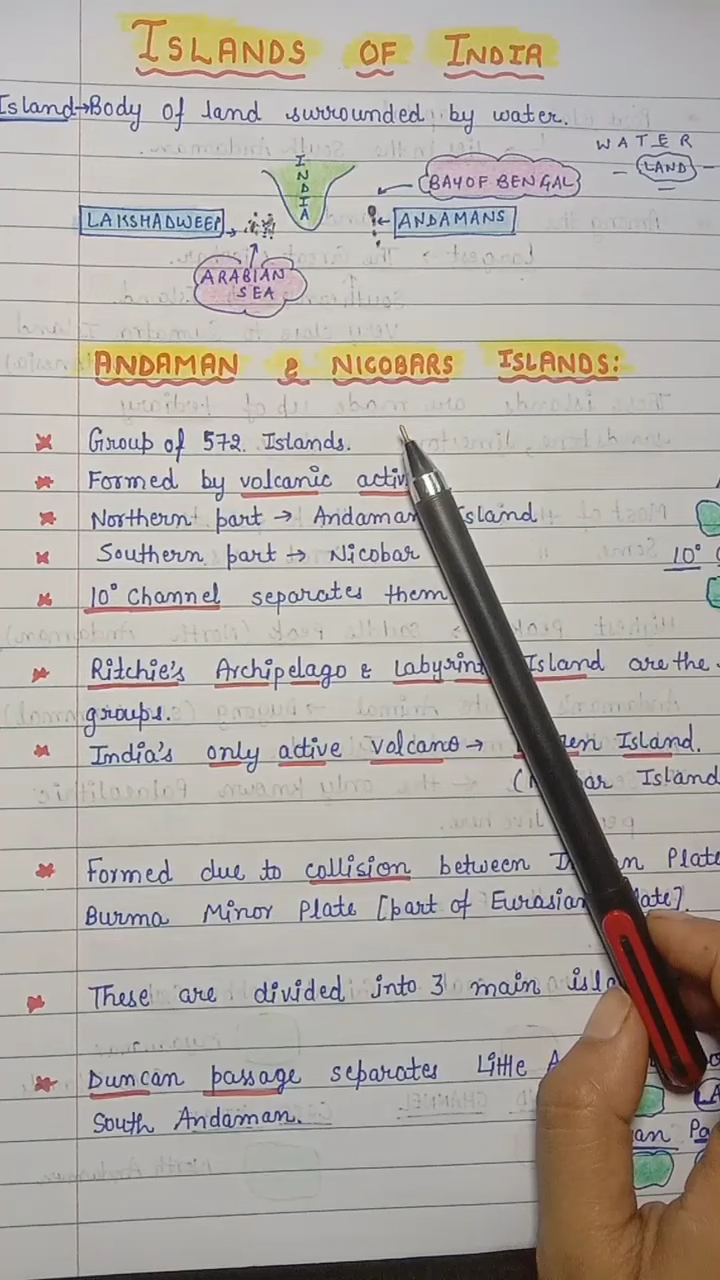 ISLANDS OF INDIA
Island → Body of land surrounded by water.
WATER
LAND
INDIA
BAY OF BENGAL
LAKSHADWEEP
ANDAMANS
ARABIAN SEA
ANDAMAN & NICOBARS ISLANDS:
Group of 572 Islands.
Formed by volcanic
Northern part → Andaman Island
Southern part → Nicobar
10° Channel separates them
10°
Ritchie's Archipelago & Labyrinth Island are the
groups.
India's only active volcano → Island.
Island
Formed due to collision between Plate
Burma Minor Plate [part of Eurasian Plate].
These are divided into 3 main
Duncan passage separates Little
South Andaman.